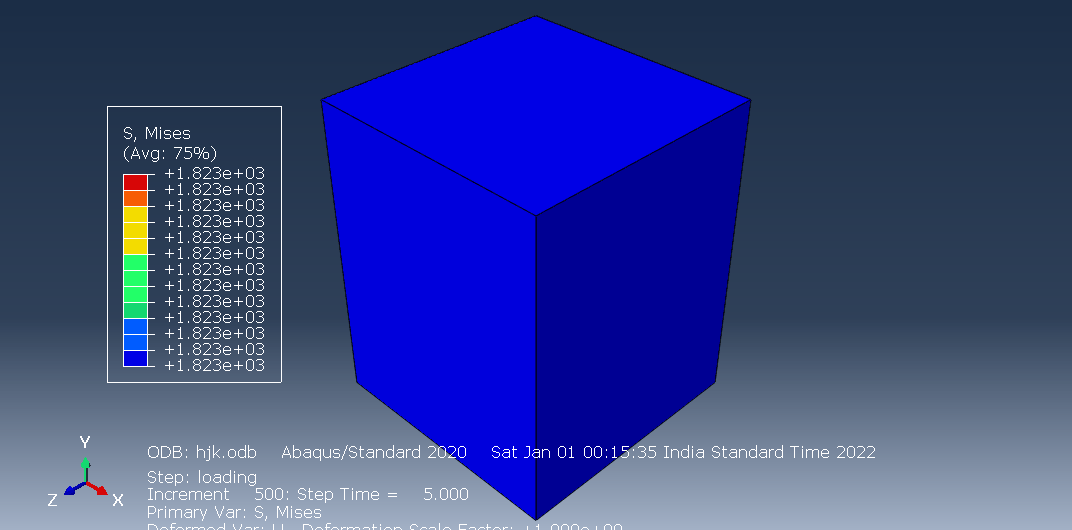 S, Mises
(Avg: 75%)
+1.823e+03
+1.823e+03
+1.823e+03
+1.823e+03
+1.823e+03
+1.823e+03
+1.823e+03
+1.823e+03
+1.823e+03
+1.823e+03
+1.823e+03
+1.823e+03
+1.823e+03
Y
Z X
ODB: hjk.odb Abaqus/Standard 2020 Sat Jan 01 00:15:35 India Standard Time 2022
Step: loading
Increment 500: Step Time = 5.000
Primary Var: S, Mises
Deformed Var: U Deformation Scale Factor: +1.000e+00